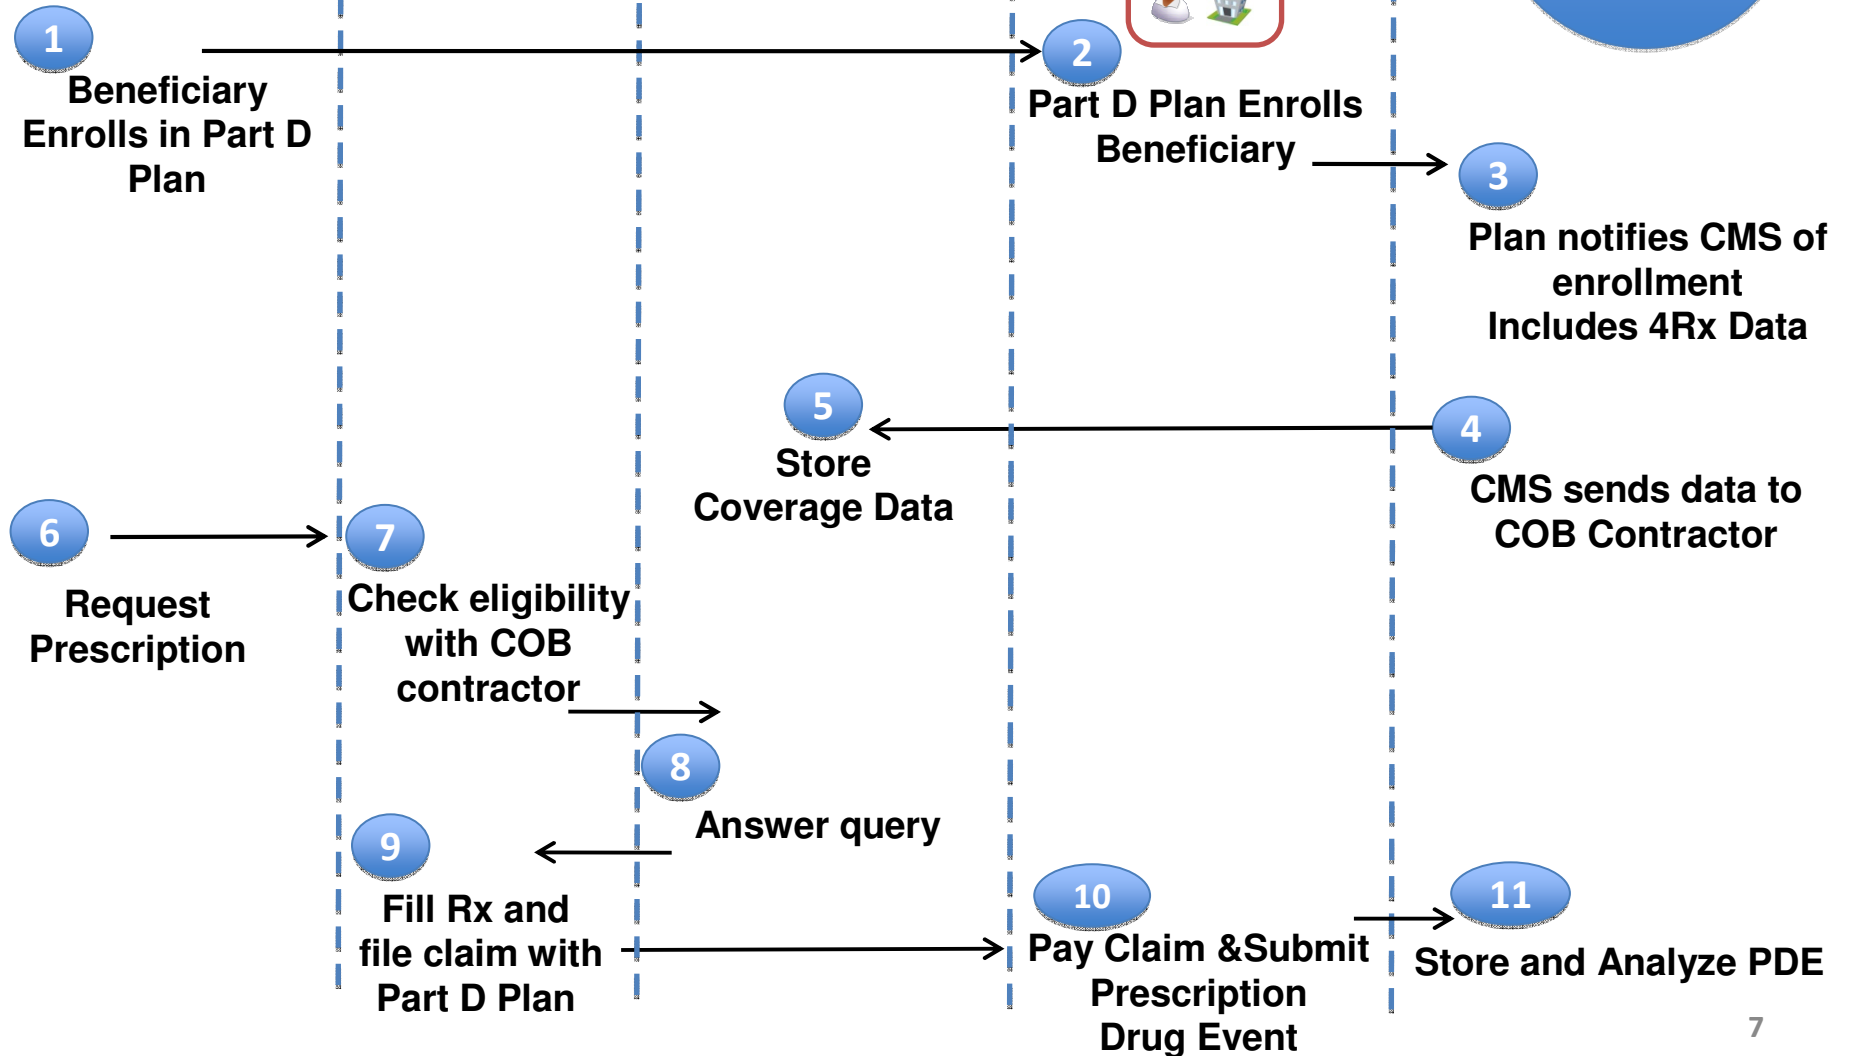 1
Beneficiary
Enrolls in Part D
Plan
2
Part D Plan Enrolls
Beneficiary
3
Plan notifies CMS of
enrollment
Includes 4Rx Data
4
CMS sends data to
COB Contractor
5
Store
Coverage Data
6
Request
Prescription
7
Check eligibility
with COB
contractor
8
Answer query
9
Fill Rx and
file claim with
Part D Plan
10
Pay Claim &Submit
Prescription
Drug Event
11
Store and Analyze PDE
7